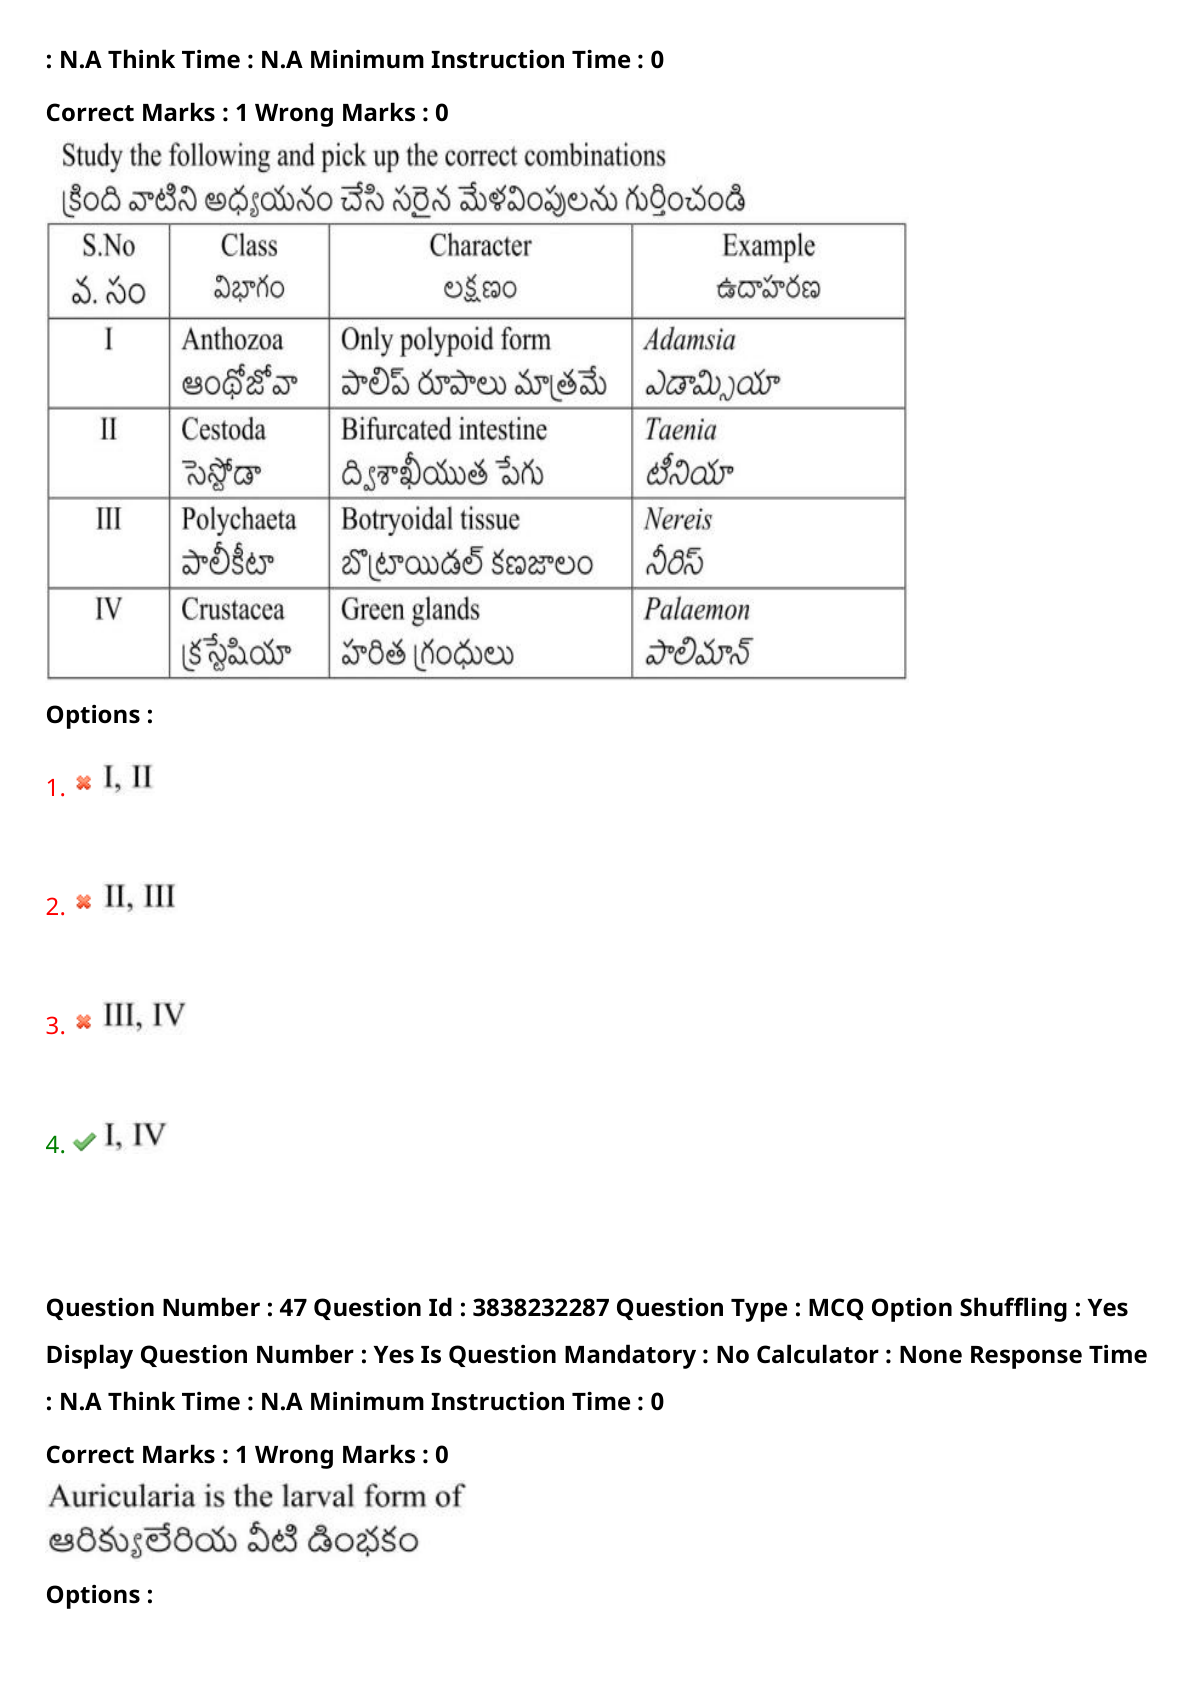 : N.A Think Time : N.A Minimum Instruction Time : 0
Correct Marks : 1 Wrong Marks : 0
Study the following and pick up the correct combinations
క్రింది వాటిని అధ్యయనం చేసి సరైన మేళవింపులను గుర్తించండి
S.No Class Character Example
వ. సం విభాగం లక్షణం ఉదాహరణ
I Anthozoa Only polypoid form Adamsia
ఆంథోజోవా పాలిప్ రూపాలు మాత్రమే ఎడామ్సియా
II Cestoda Bifurcated intestine Taenia
సెస్టోడా ద్విశాఖీయుత పేగు టీనియా
III Polychaeta Botryoidal tissue Nereis
పాలీకీటా బొట్రాయిడల్ కణజాలం నీరిస్
IV Crustacea Green glands Palaemon
క్రస్టేషియా హరిత గ్రంధులు పాలిమాన్
Options :
1. I, II
2. II, III
3. III, IV
4. I, IV
Question Number : 47 Question Id : 3838232287 Question Type : MCQ Option Shuffling : Yes
Display Question Number : Yes Is Question Mandatory : No Calculator : None Response Time
: N.A Think Time : N.A Minimum Instruction Time : 0
Correct Marks : 1 Wrong Marks : 0
Auricularia is the larval form of
ఆరిక్యులేరియ వీటి డింభకం
Options :